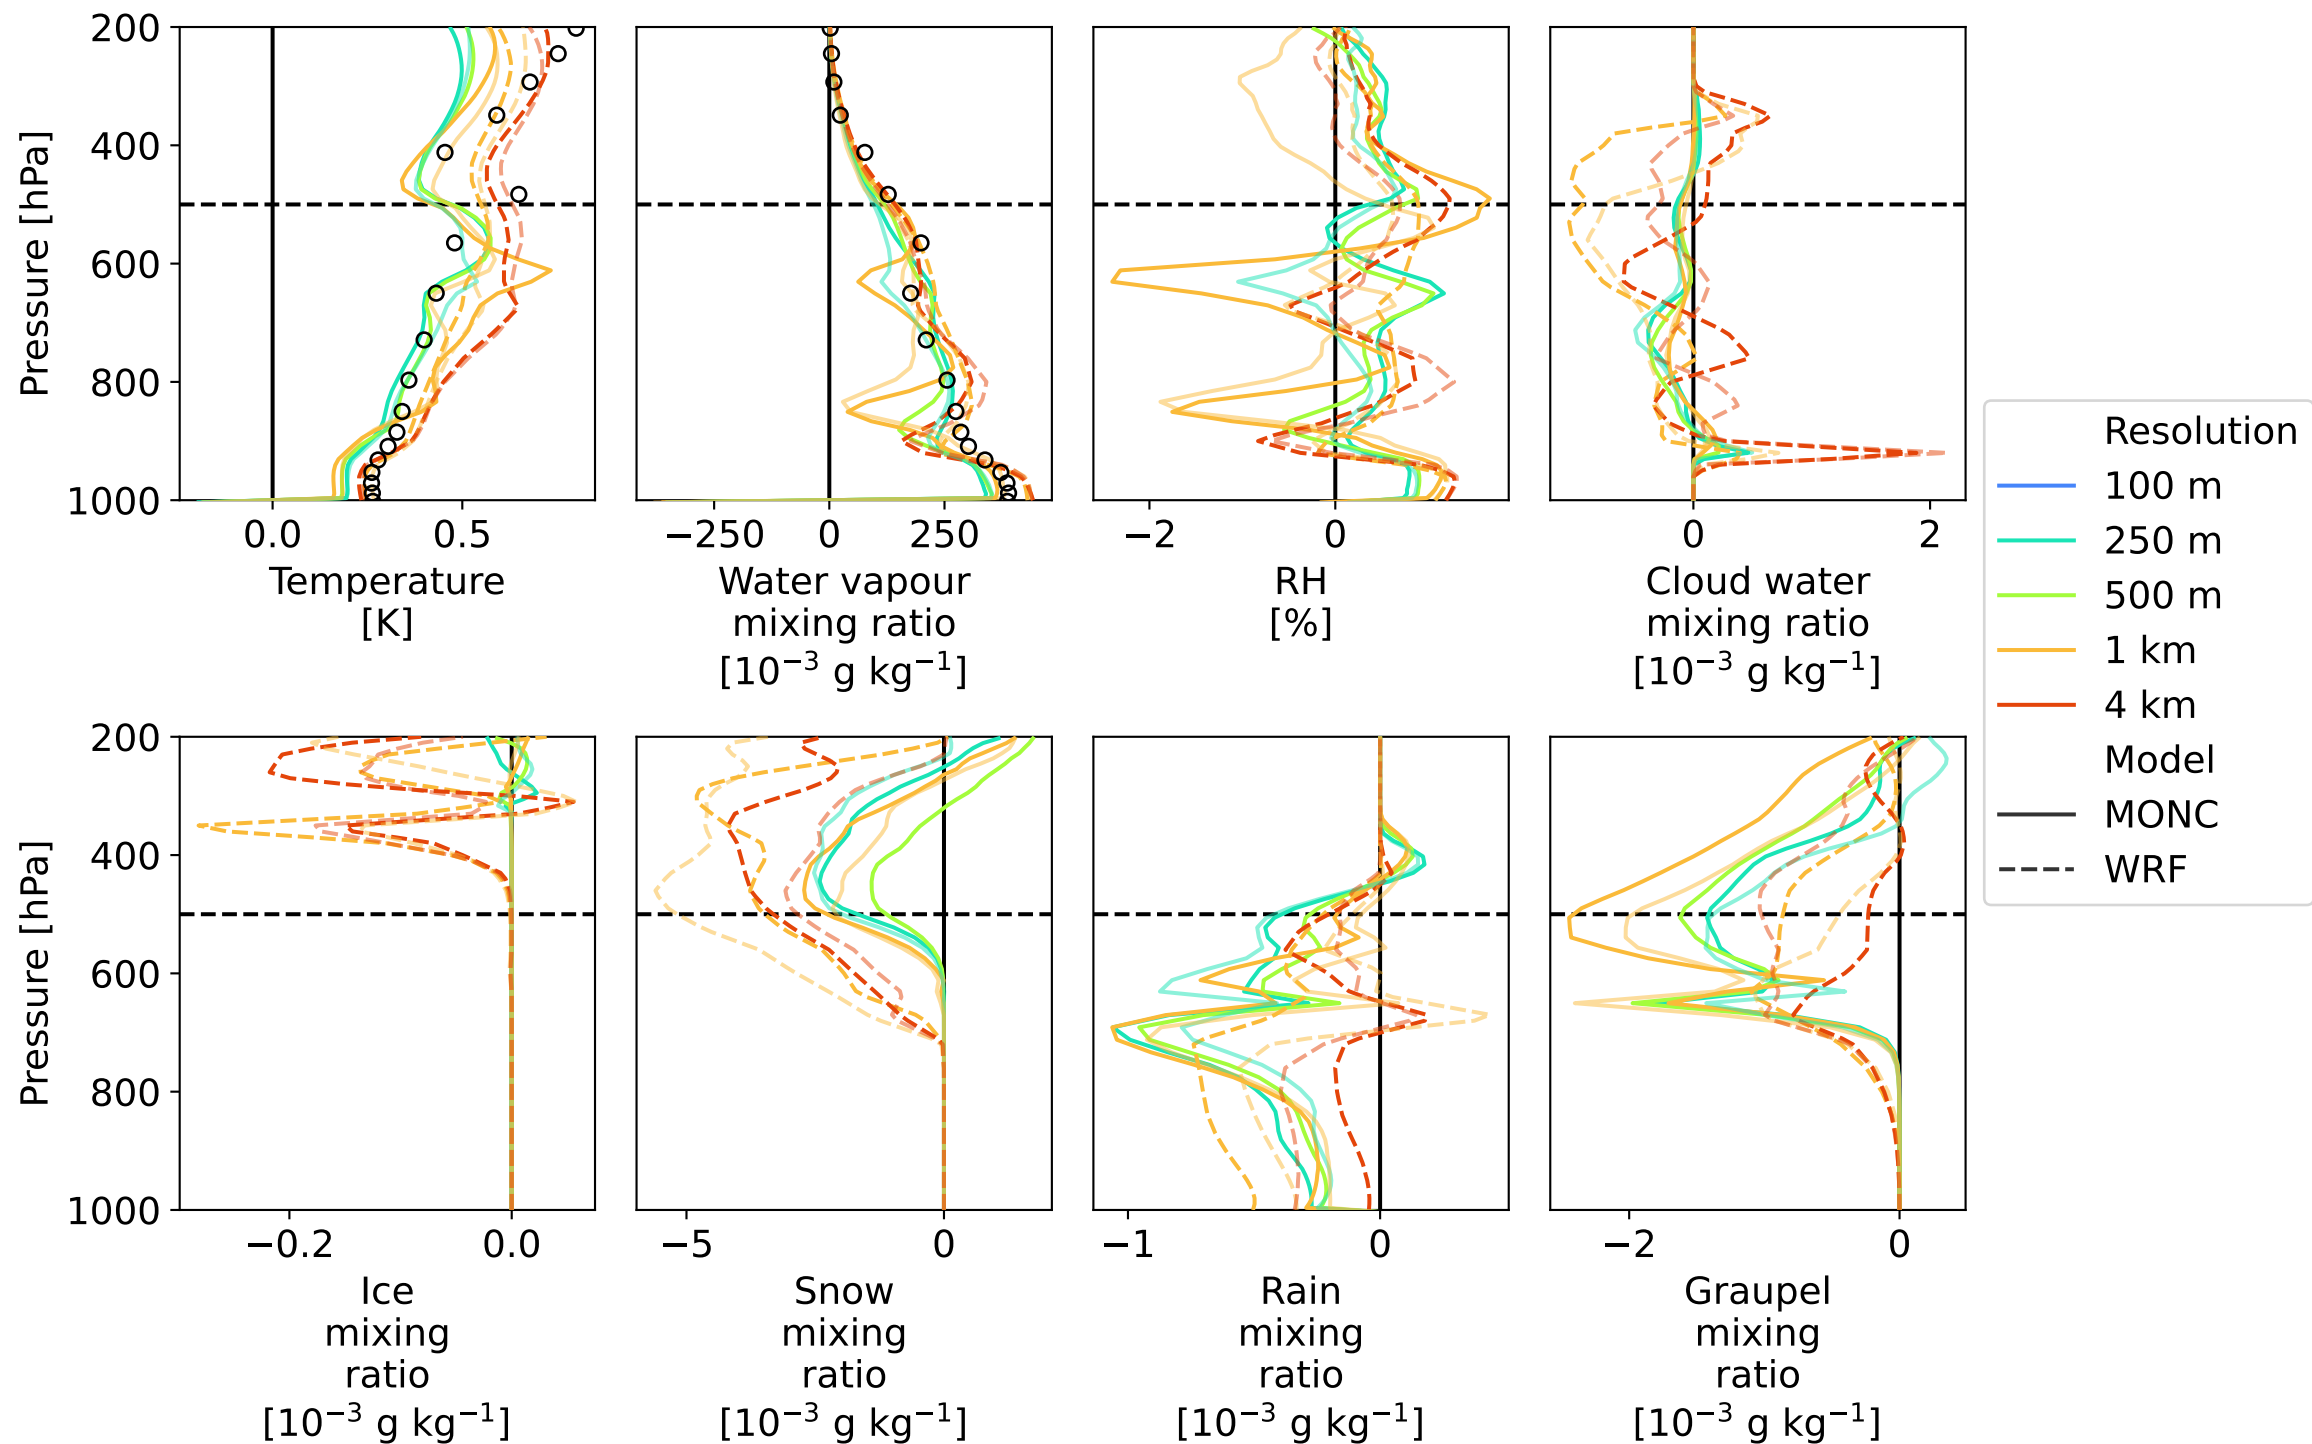 200
400
600
800
1000
Pressure [hPa]
0.0 0.5
Temperature
[K]
−250 0 250
Water vapour
mixing ratio
[10⁻³ g kg⁻¹]
−2 0
RH
[%]
0 2
Cloud water
mixing ratio
[10⁻³ g kg⁻¹]
Resolution
100 m
250 m
500 m
1 km
4 km
Model
MONC
WRF
200
400
600
800
1000
Pressure [hPa]
−0.2 0.0
Ice
mixing
ratio
[10⁻³ g kg⁻¹]
−5 0
Snow
mixing
ratio
[10⁻³ g kg⁻¹]
−1 0
Rain
mixing
ratio
[10⁻³ g kg⁻¹]
−2 0
Graupel
mixing
ratio
[10⁻³ g kg⁻¹]